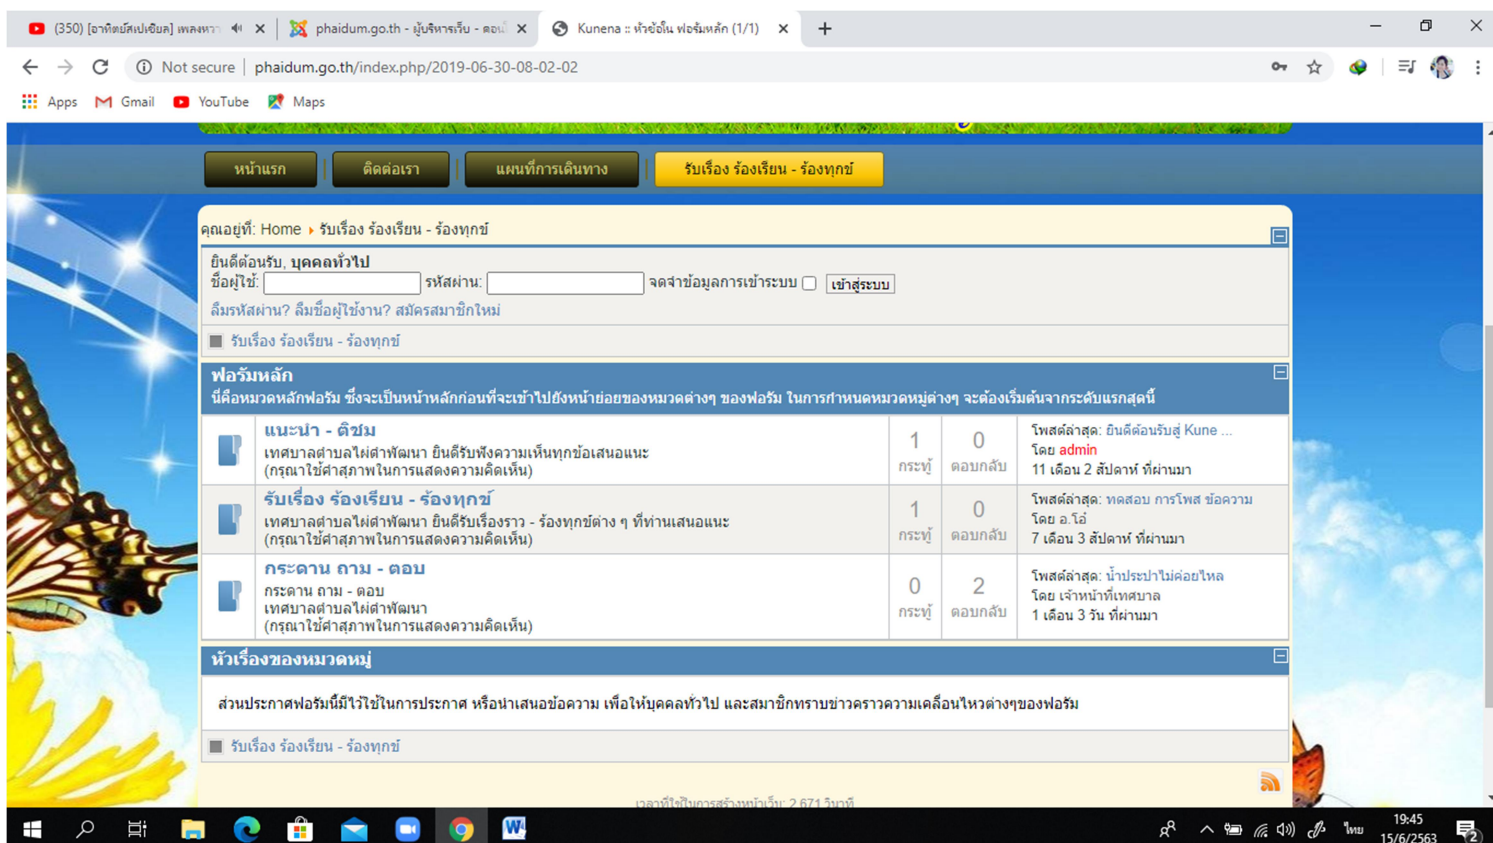 (350) [อาทิตย์สเปเชียล] เพลงหวา
phaidum.go.th - ผู้บริหารเว็บ - ตอน
Kunena :: หัวข้อใน ฟอรั่มหลัก (1/1)
Not secure
phaidum.go.th/index.php/2019-06-30-08-02-02
Apps
Gmail
YouTube
Maps
หน้าแรก
ติดต่อเรา
แผนที่การเดินทาง
รับเรื่อง ร้องเรียน - ร้องทุกข์
คุณอยู่ที่: Home รับเรื่อง ร้องเรียน - ร้องทุกข์
ยินดีต้อนรับ, บุคคลทั่วไป
ชื่อผู้ใช้: รหัสผ่าน: จดจำข้อมูลการเข้าระบบ เข้าสู่ระบบ
ลืมรหัสผ่าน? ลืมชื่อผู้ใช้งาน? สมัครสมาชิกใหม่
รับเรื่อง ร้องเรียน - ร้องทุกข์
ฟอรัมหลัก
นี่คือหมวดหลักฟอรัม ซึ่งจะเป็นหน้าหลักก่อนที่จะเข้าไปยังหน้าย่อยของหมวดต่างๆ ของฟอรัม ในการกำหนดหมวดหมู่ต่างๆ จะต้องเริ่มต้นจากระดับแรกสุดนี้
แนะนำ - ติชม
เทศบาลตำบลไผ่ดำพัฒนา ยินดีรับฟังความเห็นทุกข้อเสนอแนะ
(กรุณาใช้คำสุภาพในการแสดงความคิดเห็น)
1 กระทู้
0 ตอบกลับ
โพสต์ล่าสุด: ยินดีต้อนรับสู่ Kune ...
โดย admin
11 เดือน 2 สัปดาห์ ที่ผ่านมา
รับเรื่อง ร้องเรียน - ร้องทุกข์
เทศบาลตำบลไผ่ดำพัฒนา ยินดีรับเรื่องราว - ร้องทุกข์ต่าง ๆ ที่ท่านเสนอแนะ
(กรุณาใช้คำสุภาพในการแสดงความคิดเห็น)
1 กระทู้
0 ตอบกลับ
โพสต์ล่าสุด: ทดสอบ การโพส ข้อความ
โดย อ.โอ๋
7 เดือน 3 สัปดาห์ ที่ผ่านมา
กระดาน ถาม - ตอบ
กระดาน ถาม - ตอบ
เทศบาลตำบลไผ่ดำพัฒนา
(กรุณาใช้คำสุภาพในการแสดงความคิดเห็น)
0 กระทู้
2 ตอบกลับ
โพสต์ล่าสุด: น้ำประปาไม่ค่อยไหล
โดย เจ้าหน้าที่เทศบาล
1 เดือน 3 วัน ที่ผ่านมา
หัวเรื่องของหมวดหมู่
ส่วนประกาศฟอรัมนี้มีไว้ใช้ในการประกาศ หรือนำเสนอข้อความ เพื่อให้บุคคลทั่วไป และสมาชิกทราบข่าวคราวความเคลื่อนไหวต่างๆของฟอรัม
รับเรื่อง ร้องเรียน - ร้องทุกข์
เวลาที่ใช้ในการสร้างหน้าเว็บ: 2.671 วินาที
ไทย
19:45
15/6/2563
2